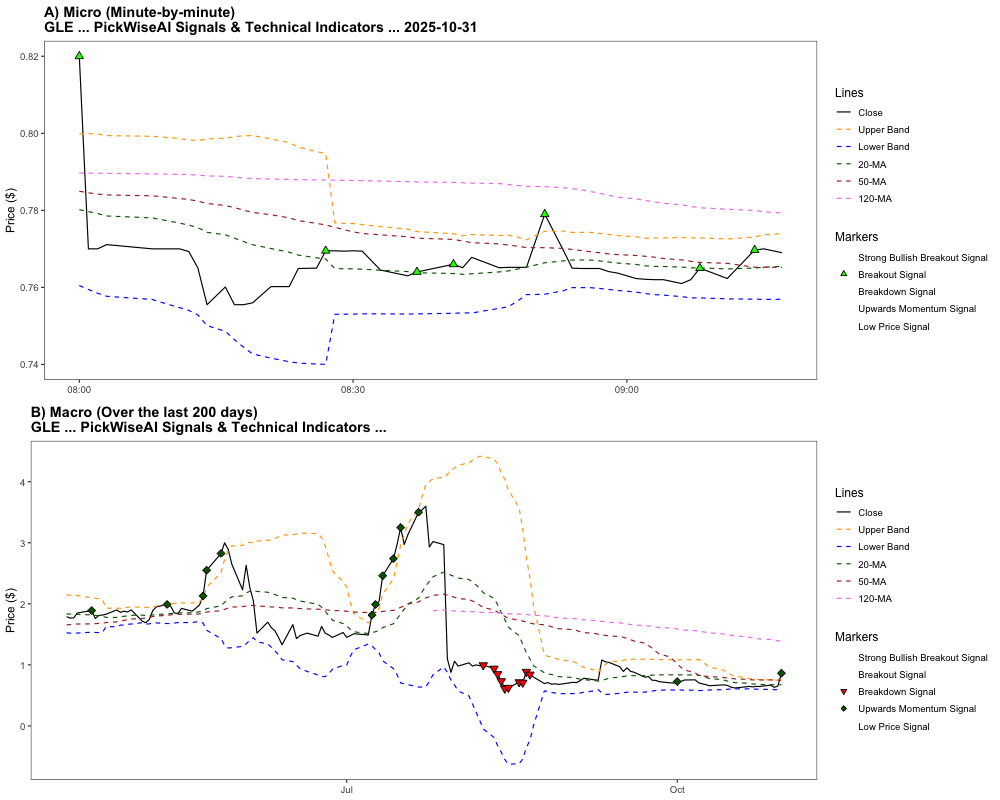 A) Micro (Minute-by-minute)
GLE ... PickWiseAI Signals & Technical Indicators ... 2025-10-31
Price ($)
0.82
0.80
0.78
0.76
0.74
08:00
08:30
09:00
Lines
Close
Upper Band
Lower Band
20-MA
50-MA
120-MA
Markers
Strong Bullish Breakout Signal
Breakout Signal
Breakdown Signal
Upwards Momentum Signal
Low Price Signal
B) Macro (Over the last 200 days)
GLE ... PickWiseAI Signals & Technical Indicators ...
Price ($)
4
3
2
1
0
Jul
Oct
Lines
Close
Upper Band
Lower Band
20-MA
50-MA
120-MA
Markers
Strong Bullish Breakout Signal
Breakout Signal
Breakdown Signal
Upwards Momentum Signal
Low Price Signal